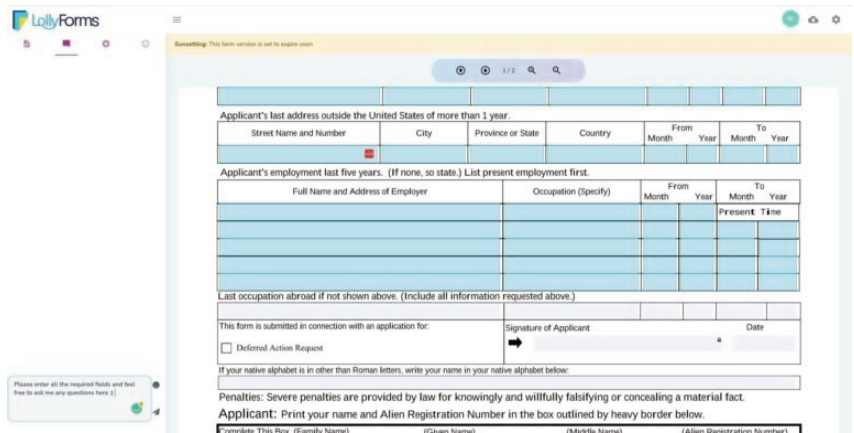 LollyForms
Sunsetting: This form version is set to expire soon
1/2
Applicant's last address outside the United States of more than 1 year.
Street Name and Number City Province or State Country From To
Month Year Month Year
Applicant's employment last five years. (If none, so state.) List present employment first.
Full Name and Address of Employer Occupation (Specify) From To
Month Year Month Year
Present Time
Last occupation abroad if not shown above. (Include all information requested above.)
This form is submitted in connection with an application for: Signature of Applicant Date
Deferred Action Request
If your native alphabet is in other than Roman letters, write your name in your native alphabet below:
Penalties: Severe penalties are provided by law for knowingly and willfully falsifying or concealing a material fact.
Applicant: Print your name and Alien Registration Number in the box outlined by heavy border below.
Complete This Box (Family Name) (Given Name) (Middle Name) (Alien Registration Number)
Please enter all the required fields and feel
free to ask me any questions here :)